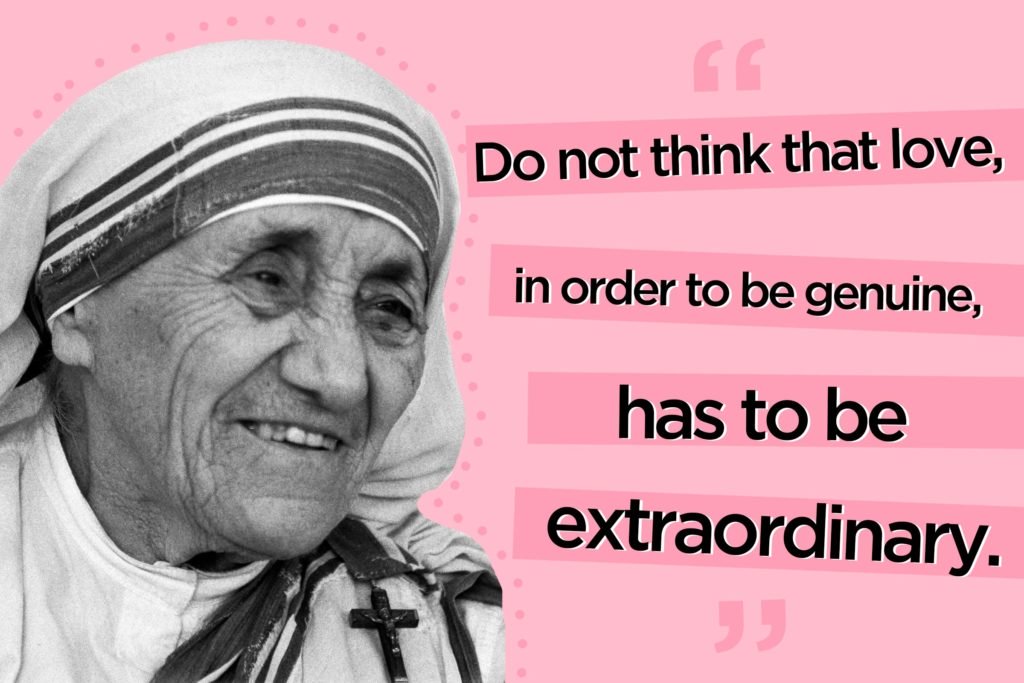 “
Do not think that love,
in order to be genuine,
has to be
extraordinary.
”